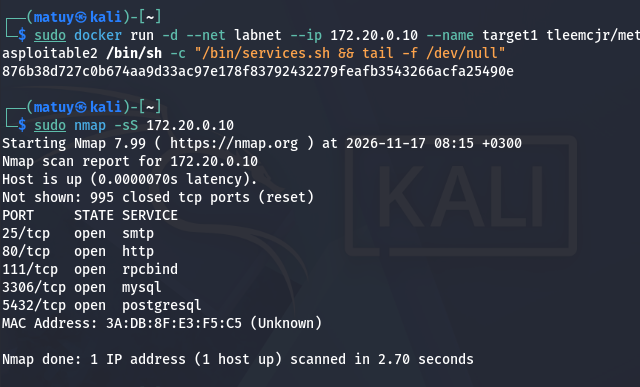 ┌──(matuy㉿kali)-[~]
└─$ sudo docker run -d --net labnet --ip 172.20.0.10 --name target1 tleemcjr/met
asploitable2 /bin/sh -c "/bin/services.sh && tail -f /dev/null"
876b38d727c0b674aa9d33ac97e178f83792432279feafb3543266acfa25490e
┌──(matuy㉿kali)-[~]
└─$ sudo nmap -sS 172.20.0.10
Starting Nmap 7.99 ( https://nmap.org ) at 2026-11-17 08:15 +0300
Nmap scan report for 172.20.0.10
Host is up (0.0000070s latency).
Not shown: 995 closed tcp ports (reset)
PORT     STATE SERVICE
25/tcp   open  smtp
80/tcp   open  http
111/tcp  open  rpcbind
3306/tcp open  mysql
5432/tcp open  postgresql
MAC Address: 3A:DB:8F:E3:F5:C5 (Unknown)
Nmap done: 1 IP address (1 host up) scanned in 2.70 seconds
KALI